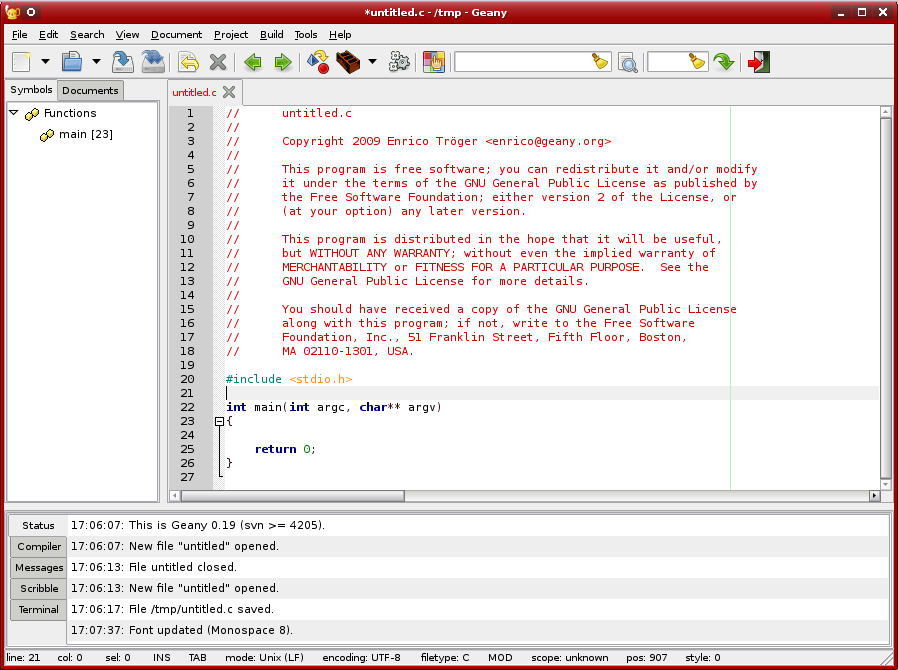 *untitled.c - /tmp - Geany
File Edit Search View Document Project Build Tools Help
Symbols Documents
Functions
main [23]
untitled.c
1 // untitled.c
2 //
3 // Copyright 2009 Enrico Tröger <enrico@geany.org>
4 //
5 // This program is free software; you can redistribute it and/or modify
6 // it under the terms of the GNU General Public License as published by
7 // the Free Software Foundation; either version 2 of the License, or
8 // (at your option) any later version.
9 //
10 // This program is distributed in the hope that it will be useful,
11 // but WITHOUT ANY WARRANTY; without even the implied warranty of
12 // MERCHANTABILITY or FITNESS FOR A PARTICULAR PURPOSE.  See the
13 // GNU General Public License for more details.
14 //
15 // You should have received a copy of the GNU General Public License
16 // along with this program; if not, write to the Free Software
17 // Foundation, Inc., 51 Franklin Street, Fifth Floor, Boston,
18 // MA 02110-1301, USA.
19
20 #include <stdio.h>
21
22 int main(int argc, char** argv)
23 {
24
25 return 0;
26 }
27
Status 17:06:07: This is Geany 0.19 (svn >= 4205).
Compiler 17:06:07: New file "untitled" opened.
Messages 17:06:13: File untitled closed.
Scribble 17:06:13: New file "untitled" opened.
Terminal 17:06:17: File /tmp/untitled.c saved.
17:07:37: Font updated (Monospace 8).
line: 21 col: 0 sel: 0 INS TAB mode: Unix (LF) encoding: UTF-8 filetype: C MOD scope: unknown pos: 907 style: 0